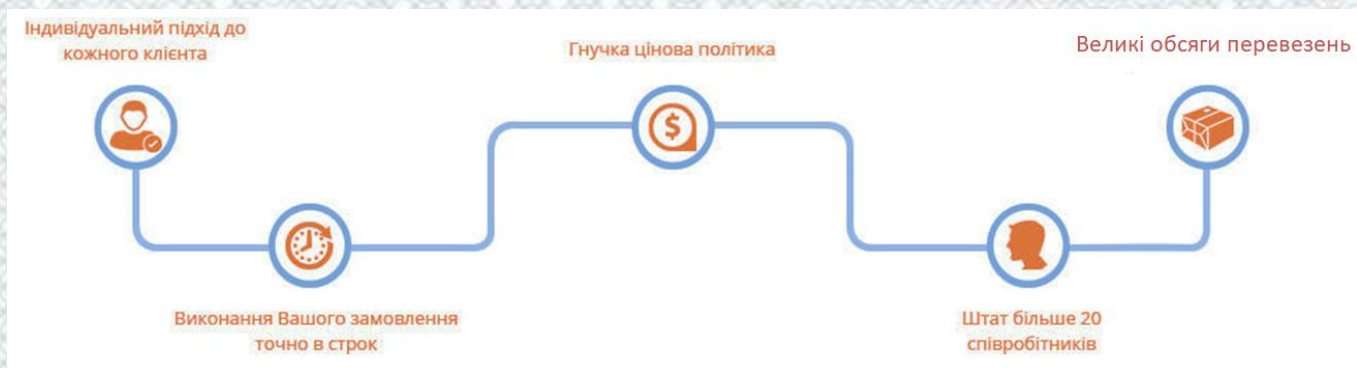 Індивідуальний підхід до
кожного клієнта
Гнучка цінова політика
Великі обсяги перевезень
Виконання Вашого замовлення
точно в строк
Штат більше 20
співробітників